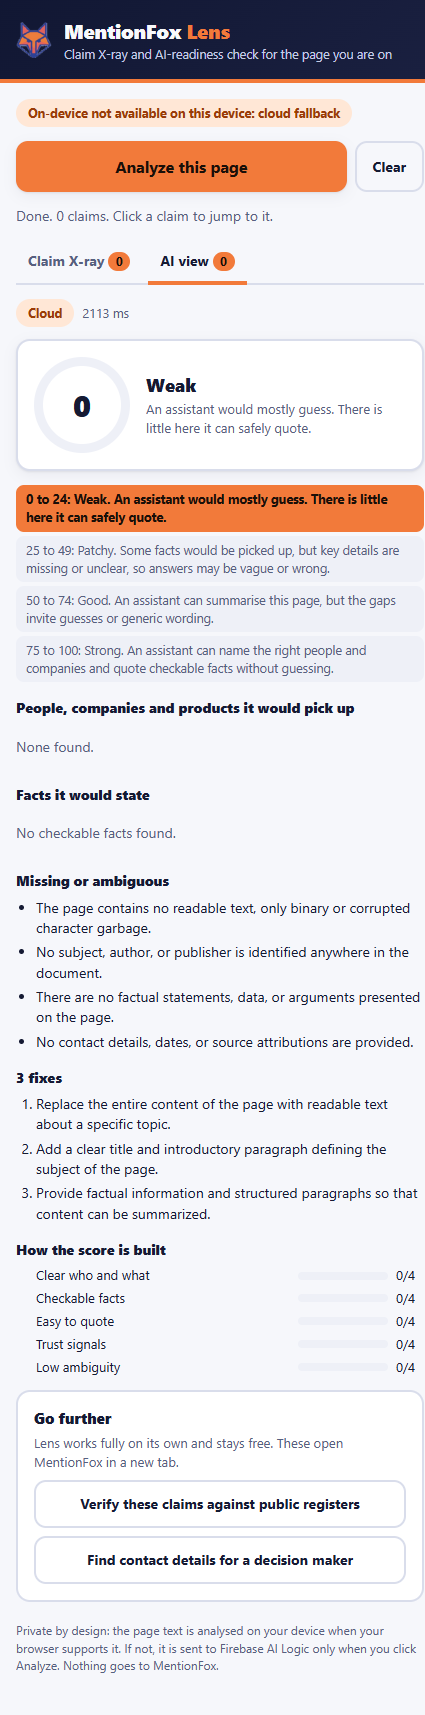 MentionFox Lens
Claim X-ray and AI-readiness check for the page you are on
On-device not available on this device: cloud fallback
Analyze this page
Clear
Done. 0 claims. Click a claim to jump to it.
Claim X-ray 0
AI view 0
Cloud 2113 ms
0
Weak
An assistant would mostly guess. There is
little here it can safely quote.
0 to 24: Weak. An assistant would mostly guess. There is little
here it can safely quote.
25 to 49: Patchy. Some facts would be picked up, but key details are
missing or unclear, so answers may be vague or wrong.
50 to 74: Good. An assistant can summarise this page, but the gaps
invite guesses or generic wording.
75 to 100: Strong. An assistant can name the right people and
companies and quote checkable facts without guessing.
People, companies and products it would pick up
None found.
Facts it would state
No checkable facts found.
Missing or ambiguous
• The page contains no readable text, only binary or corrupted
character garbage.
• No subject, author, or publisher is identified anywhere in the
document.
• There are no factual statements, data, or arguments presented
on the page.
• No contact details, dates, or source attributions are provided.
3 fixes
1. Replace the entire content of the page with readable text
about a specific topic.
2. Add a clear title and introductory paragraph defining the
subject of the page.
3. Provide factual information and structured paragraphs so that
content can be summarized.
How the score is built
Clear who and what 0/4
Checkable facts 0/4
Easy to quote 0/4
Trust signals 0/4
Low ambiguity 0/4
Go further
Lens works fully on its own and stays free. These open
MentionFox in a new tab.
Verify these claims against public registers
Find contact details for a decision maker
Private by design: the page text is analysed on your device when your
browser supports it. If not, it is sent to Firebase AI Logic only when you click
Analyze. Nothing goes to MentionFox.